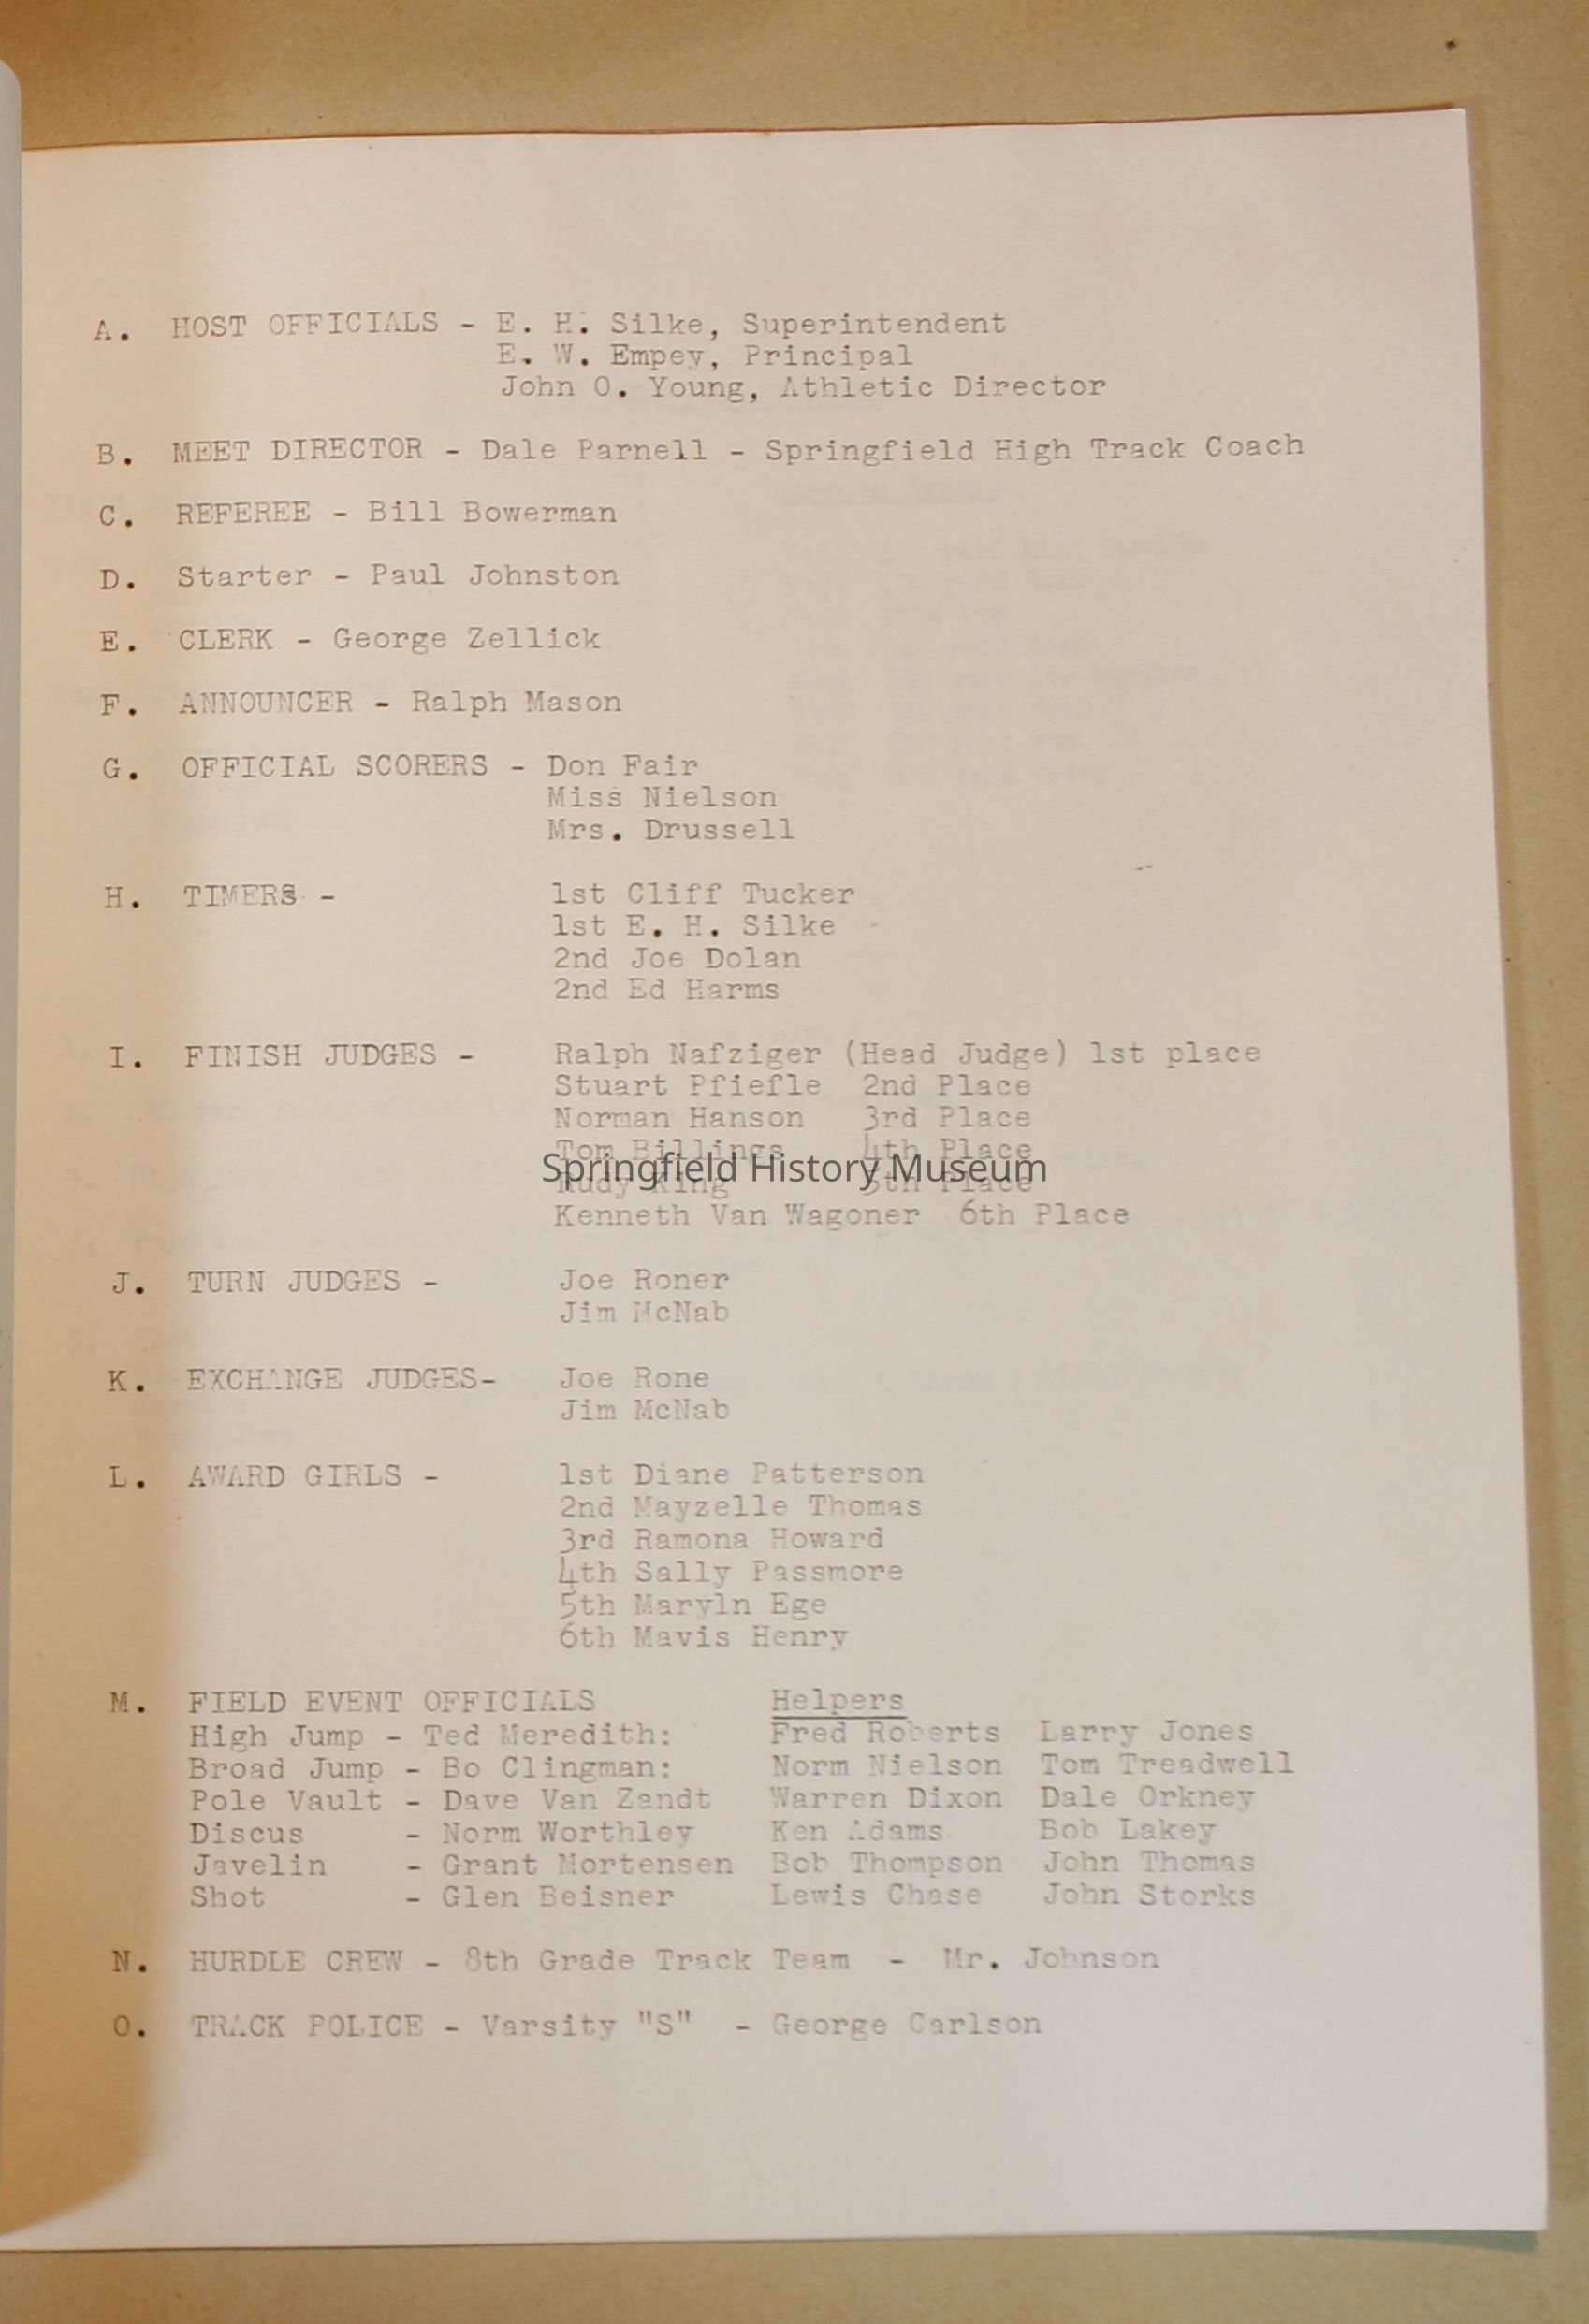 A. HOST OFFICIALS - E. H. Silke, Superintendent
E. W. Empey, Principal
John O. Young, Athletic Director
B. MEET DIRECTOR - Dale Parnell - Springfield High Track Coach
C. REFEREE - Bill Bowerman
D. Starter - Paul Johnston
E. CLERK - George Zellick
F. ANNOUNCER - Ralph Mason
G. OFFICIAL SCORERS - Don Fair
Miss Nielson
Mrs. Drussell
H. TIMERS - 1st Cliff Tucker
1st E. H. Silke
2nd Joe Dolan
2nd Ed Harms
I. FINISH JUDGES - Ralph Nafziger (Head Judge) 1st place
Stuart Pfiefle 2nd Place
Norman Hanson 3rd Place
Tom Billings 4th Place
Springfield History Museum
Rudy King 5th Place
Kenneth Van Wagoner 6th Place
J. TURN JUDGES - Joe Roner
Jim McNab
K. EXCHANGE JUDGES- Joe Rone
Jim McNab
L. AWARD GIRLS - 1st Diane Patterson
2nd Mayzelle Thomas
3rd Ramona Howard
4th Sally Passmore
5th Maryln Ege
6th Mavis Henry
M. FIELD EVENT OFFICIALS Helpers
High Jump - Ted Meredith: Fred Roberts Larry Jones
Broad Jump - Bo Clingman: Norm Nielson Tom Treadwell
Pole Vault - Dave Van Zandt Warren Dixon Dale Orkney
Discus - Norm Worthley Ken Adams Bob Lakey
Javelin - Grant Mortensen Bob Thompson John Thomas
Shot - Glen Beisner Lewis Chase John Storks
N. HURDLE CREW - 8th Grade Track Team - Mr. Johnson
O. TRACK POLICE - Varsity "S" - George Carlson